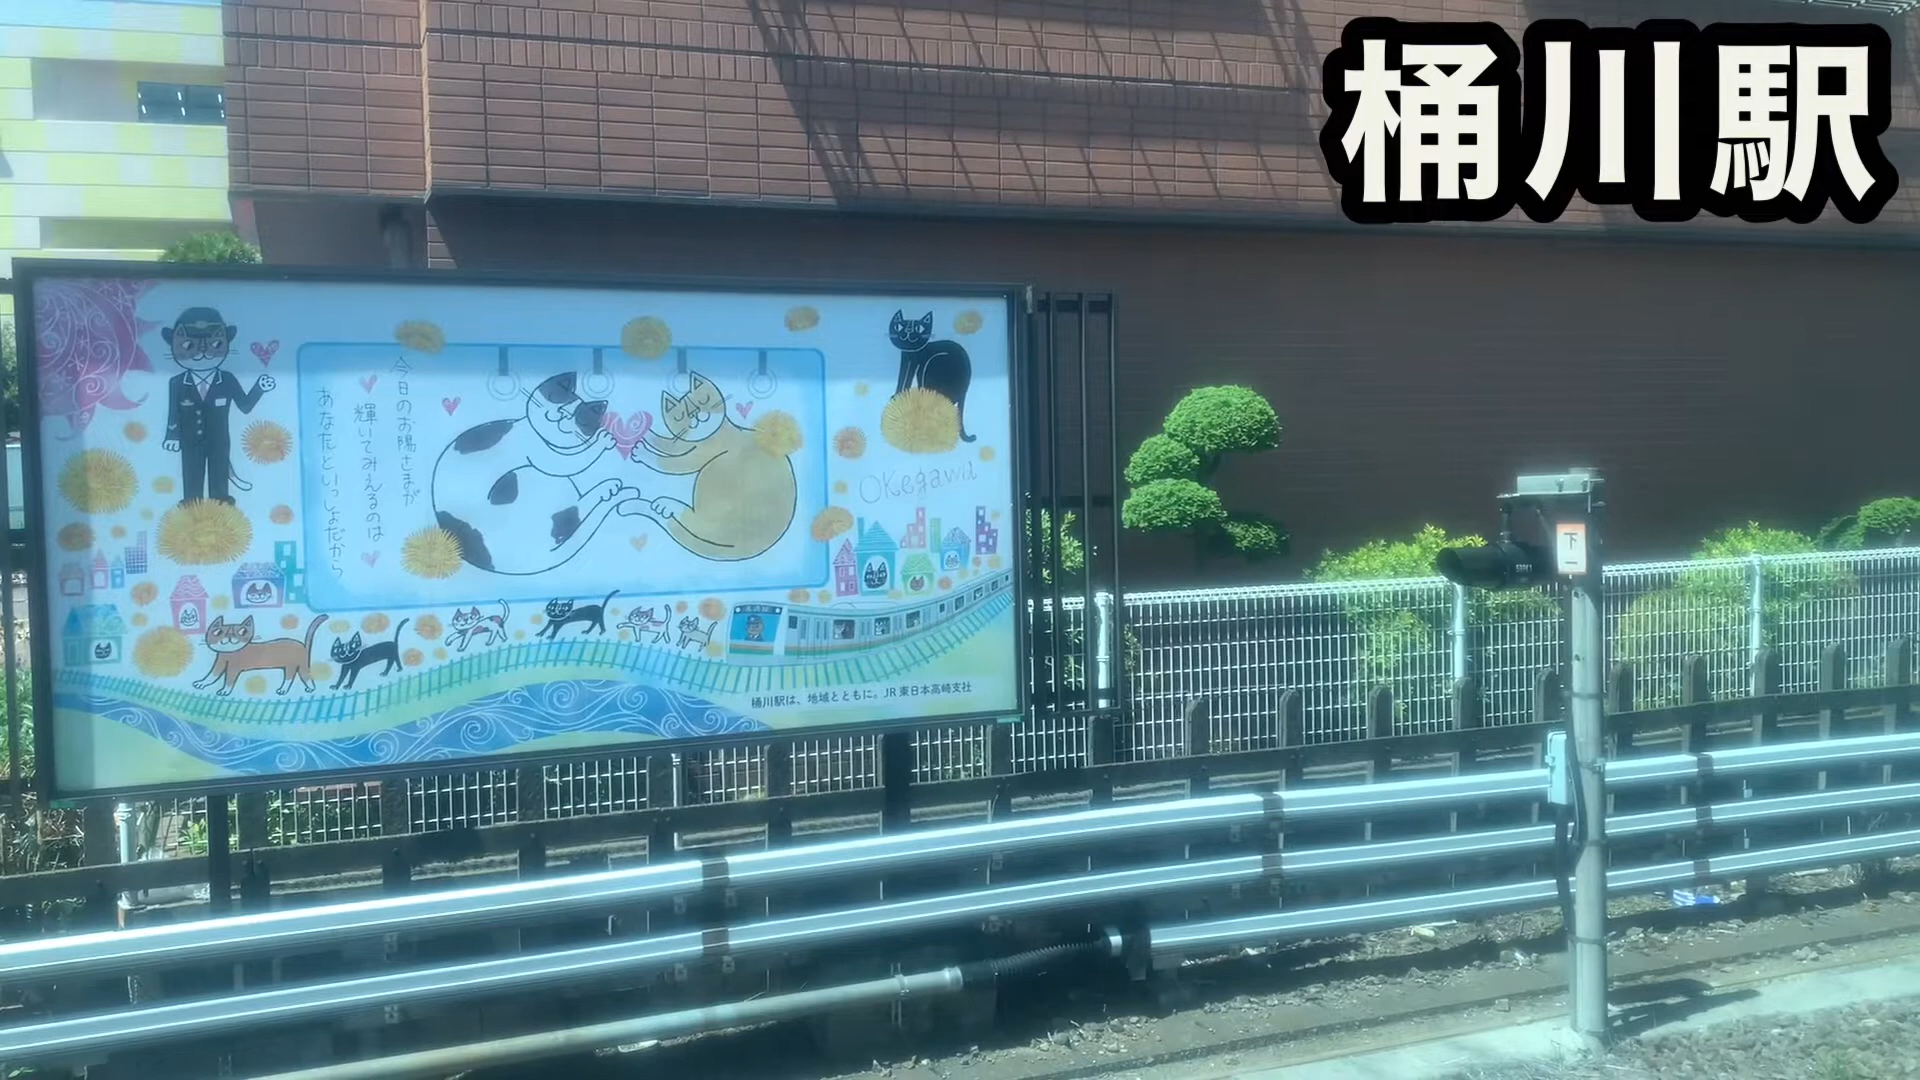 桶川駅
今日のお陽さまが
輝いてみえるのは
あなたといっしょだから
Okegawa
桶川駅は、地域とともに。JR東日本高崎支社
下